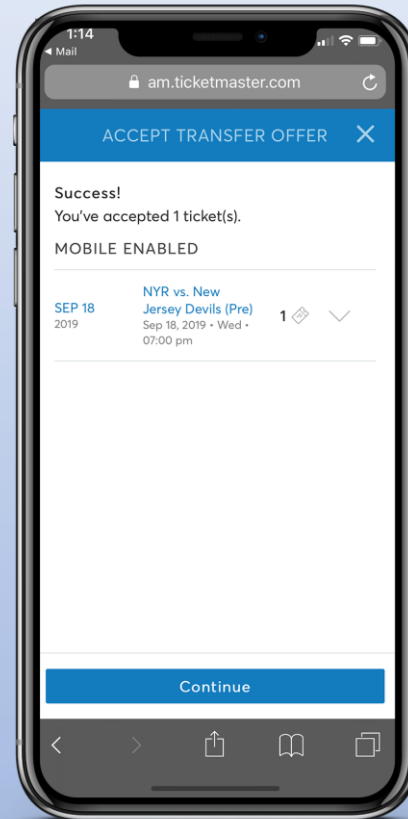 1:14
Mail
am.ticketmaster.com
ACCEPT TRANSFER OFFER
Success!
You've accepted 1 ticket(s).
MOBILE ENABLED
SEP 18
2019
NYR vs. New
Jersey Devils (Pre)
Sep 18, 2019 • Wed •
07:00 pm
1
Continue